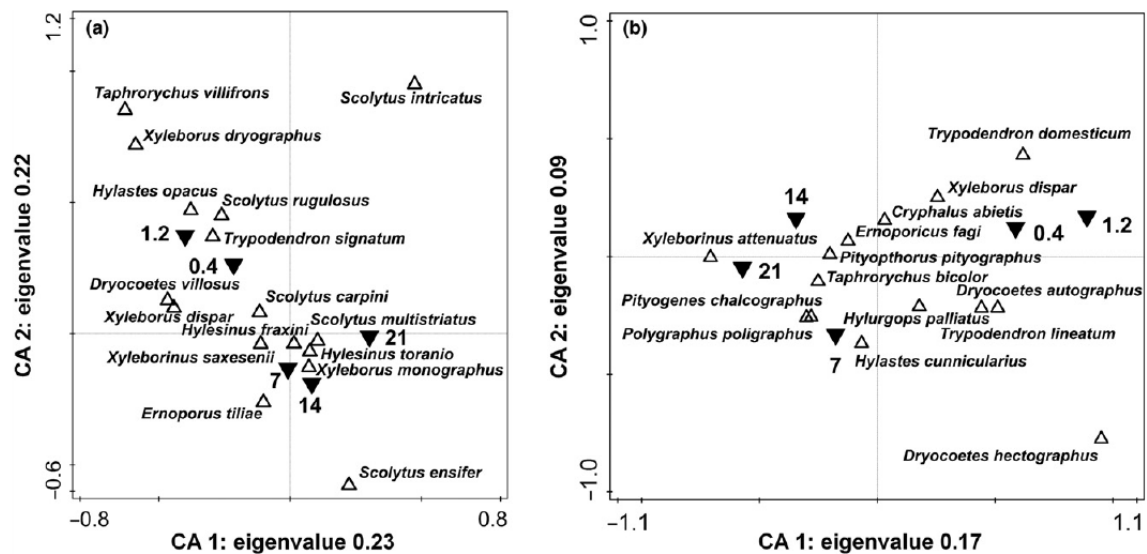 (a)
1.2
Taphrorychus villifrons
Scolytus intricatus
Xyleborus dryographus
Hylastes opacus
Scolytus rugulosus
1.2
Trypodendron signatum
0.4
Dryocoetes villosus
Scolytus carpini
Xyleborus dispar
Hylesinus fraxini
Scolytus multistriatus
21
Xyleborinus saxesenii
Hylesinus toranio
Xyleborus monographus
7
14
Ernoporus tiliae
Scolytus ensifer
−0.6
−0.8
0.8
CA 1: eigenvalue 0.23
CA 2: eigenvalue 0.22
(b)
1.0
Trypodendron domesticum
Xyleborus dispar
14
Cryphalus abietis
1.2
Ernoporicus fagi
0.4
Xyleborinus attenuatus
Pityopthorus pityographus
21
Taphrorychus bicolor
Dryocoetes autographus
Pityogenes chalcographus
Hylurgops palliatus
Polygraphus poligraphus
Trypodendron lineatum
7
Hylastes cunnicularius
Dryocoetes hectographus
−1.0
−1.1
1.1
CA 1: eigenvalue 0.17
CA 2: eigenvalue 0.09